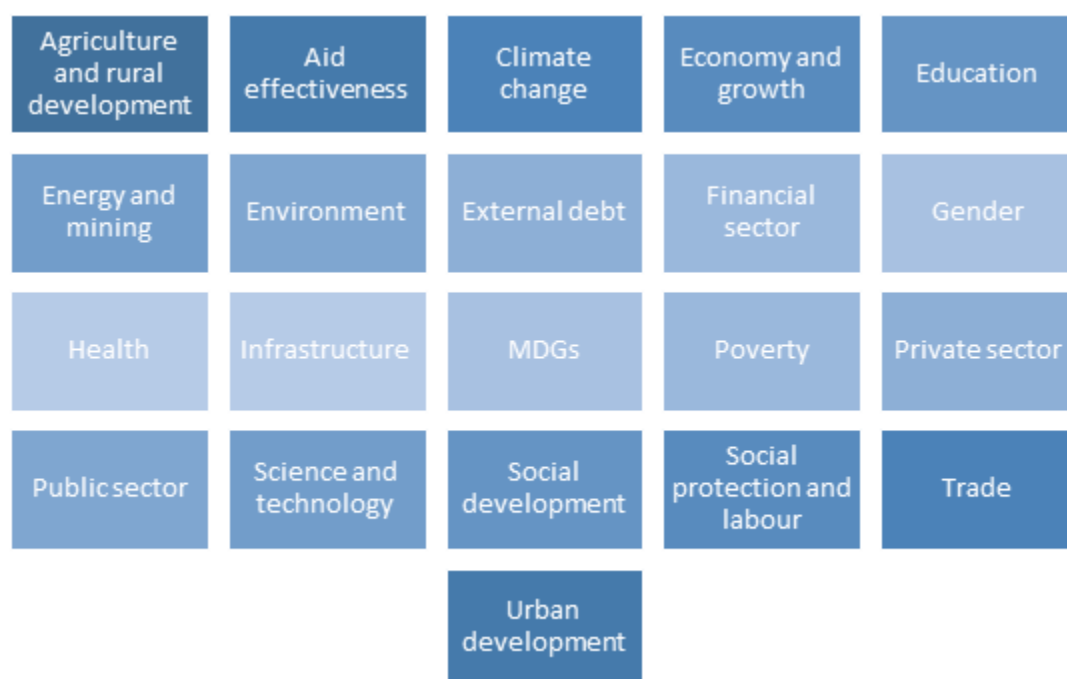 Agriculture
and rural
development
Aid
effectiveness
Climate
change
Economy and
growth
Education
Energy and
mining
Environment
External debt
Financial
sector
Gender
Health
Infrastructure
MDGs
Poverty
Private sector
Public sector
Science and
technology
Social
development
Social
protection and
labour
Trade
Urban
development